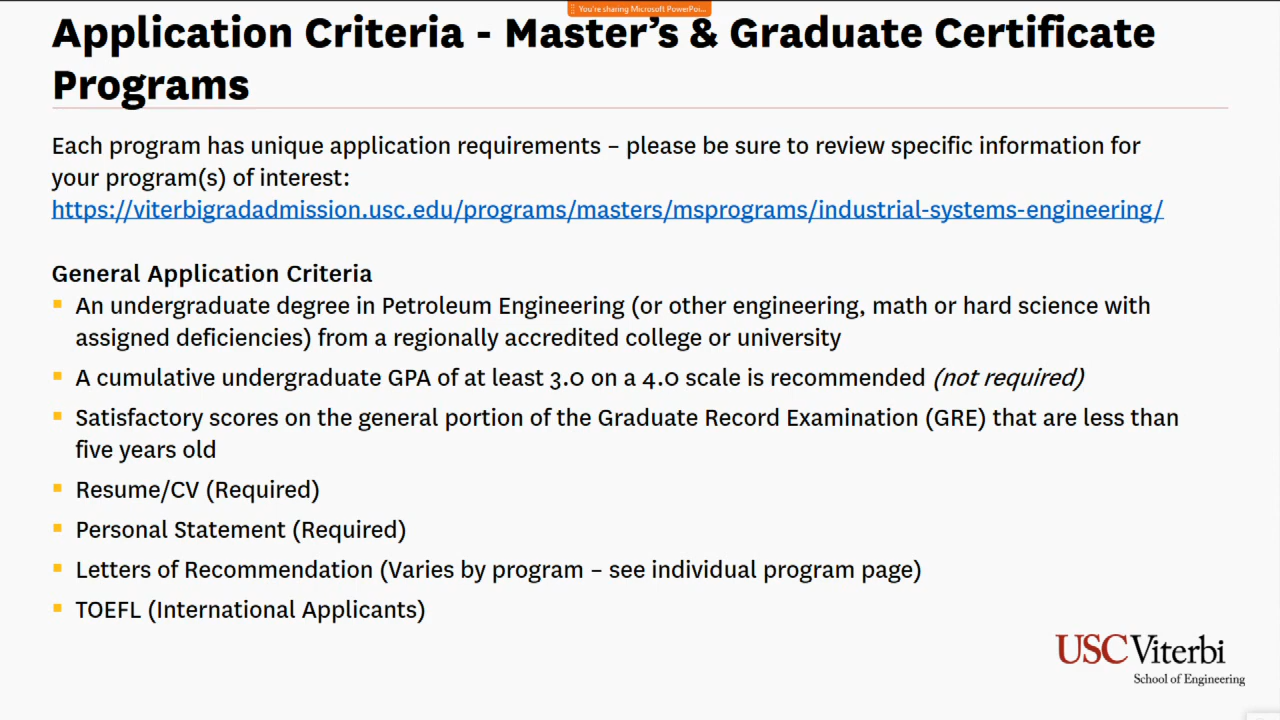 You're sharing Microsoft PowerPoi...
Application Criteria - Master's & Graduate Certificate
Programs
Each program has unique application requirements – please be sure to review specific information for
your program(s) of interest:
https://viterbigradadmission.usc.edu/programs/masters/msprograms/industrial-systems-engineering/
General Application Criteria
▪ An undergraduate degree in Petroleum Engineering (or other engineering, math or hard science with
assigned deficiencies) from a regionally accredited college or university
▪ A cumulative undergraduate GPA of at least 3.0 on a 4.0 scale is recommended (not required)
▪ Satisfactory scores on the general portion of the Graduate Record Examination (GRE) that are less than
five years old
▪ Resume/CV (Required)
▪ Personal Statement (Required)
▪ Letters of Recommendation (Varies by program – see individual program page)
▪ TOEFL (International Applicants)
USC Viterbi
School of Engineering